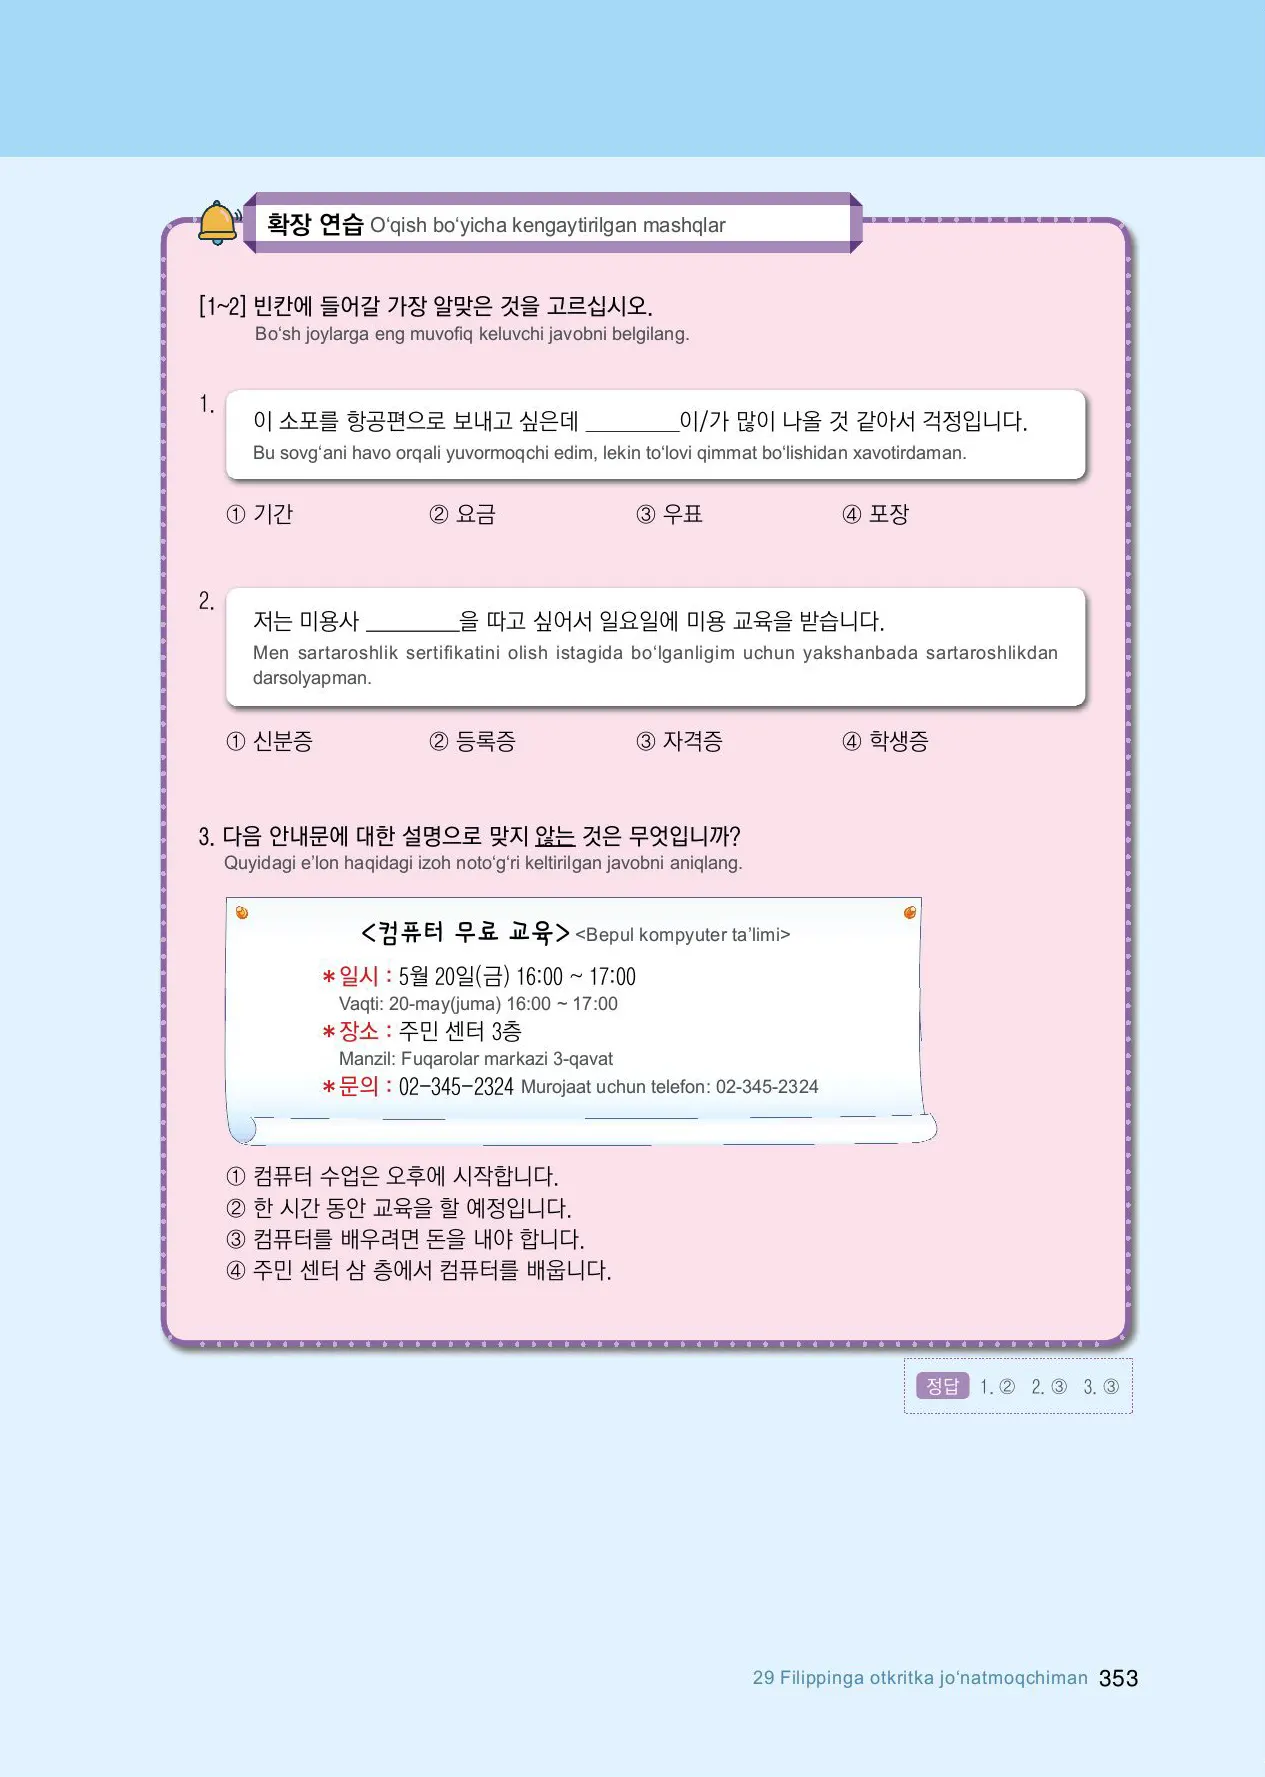 확장 연습 O‘qish bo‘yicha kengaytirilgan mashqlar
[1~2] 빈칸에 들어갈 가장 알맞은 것을 고르십시오.
Bo‘sh joylarga eng muvofiq keluvchi javobni belgilang.
1.
이 소포를 항공편으로 보내고 싶은데 ________이/가 많이 나올 것 같아서 걱정입니다.
Bu sovg‘ani havo orqali yuvormoqchi edim, lekin to‘lovi qimmat bo‘lishidan xavotirdaman.
① 기간 ② 요금 ③ 우표 ④ 포장
2.
저는 미용사 ________을 따고 싶어서 일요일에 미용 교육을 받습니다.
Men sartaroshlik sertifikatini olish istagida bo‘lganligim uchun yakshanbada sartaroshlikdan
darsolyapman.
① 신분증 ② 등록증 ③ 자격증 ④ 학생증
3. 다음 안내문에 대한 설명으로 맞지 않는 것은 무엇입니까?
Quyidagi e’lon haqidagi izoh noto‘g‘ri keltirilgan javobni aniqlang.
<컴퓨터 무료 교육> <Bepul kompyuter ta’limi>
*일시 : 5월 20일(금) 16:00 ~ 17:00
Vaqti: 20-may(juma) 16:00 ~ 17:00
*장소 : 주민 센터 3층
Manzil: Fuqarolar markazi 3-qavat
*문의 : 02-345-2324 Murojaat uchun telefon: 02-345-2324
① 컴퓨터 수업은 오후에 시작합니다.
② 한 시간 동안 교육을 할 예정입니다.
③ 컴퓨터를 배우려면 돈을 내야 합니다.
④ 주민 센터 삼 층에서 컴퓨터를 배웁니다.
정답 1. ② 2. ③ 3. ③
29 Filippinga otkritka jo‘natmoqchiman 353